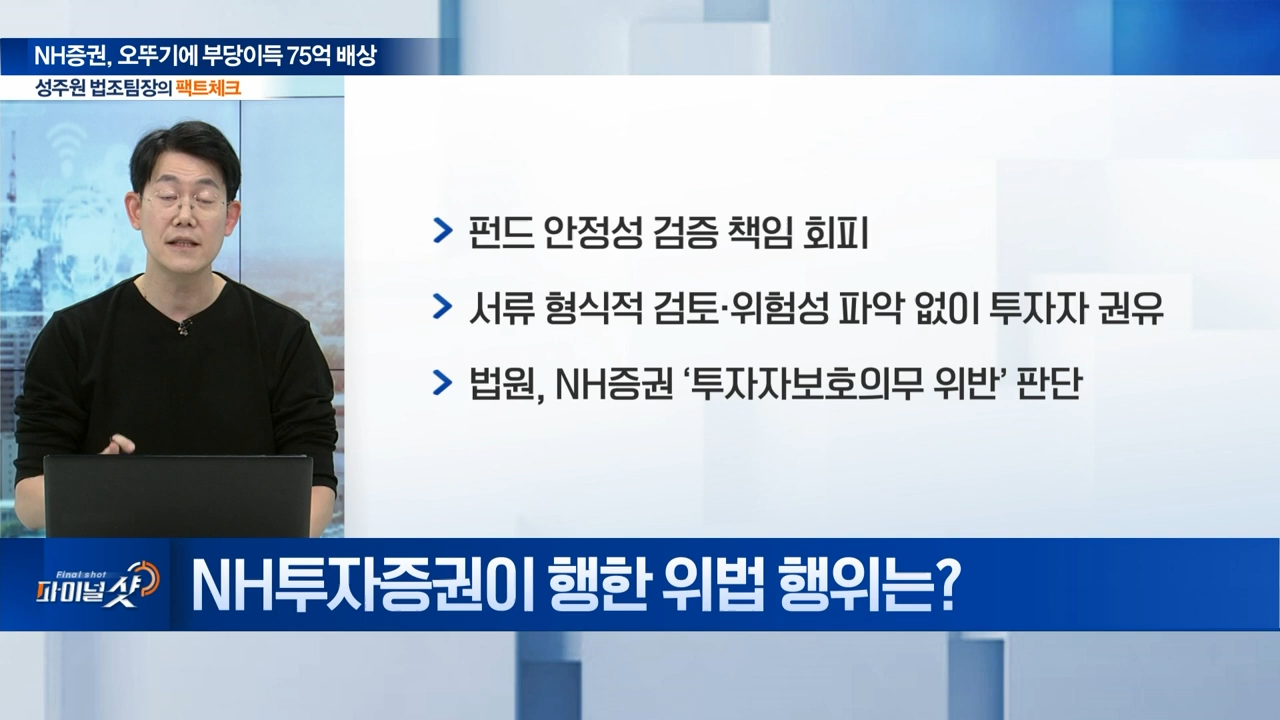 NH증권, 오뚜기에 부당이득 75억 배상
성주원 법조팀장의 팩트체크
펀드 안정성 검증 책임 회피
서류 형식적 검토·위험성 파악 없이 투자자 권유
법원, NH증권 ‘투자자보호의무 위반’ 판단
Final shot
파이널샷
NH투자증권이 행한 위법 행위는?